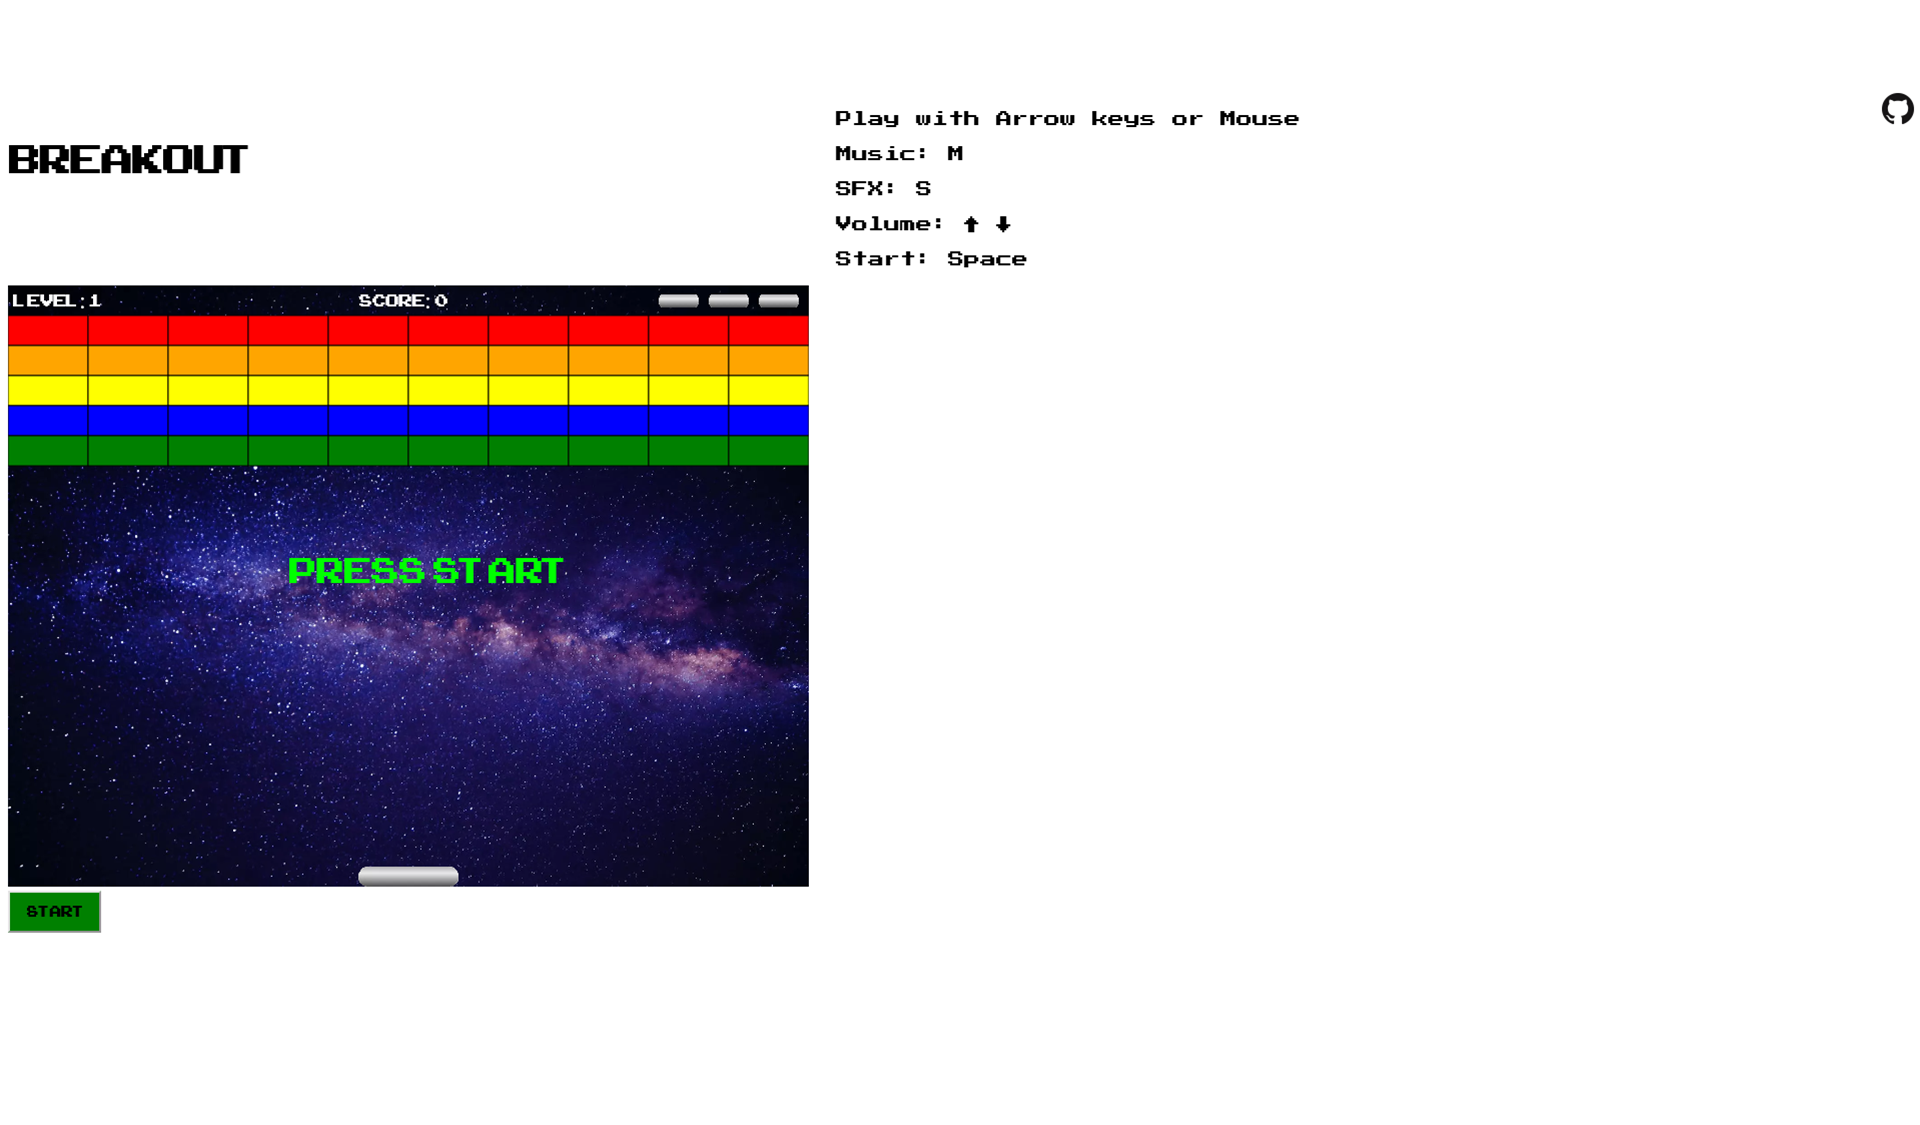 Play with Arrow keys or Mouse
BREAKOUT
Music: M
SFX: S
Volume: ⬆ ⬇
Start: Space
LEVEL:1
SCORE:0
PRESS START
START